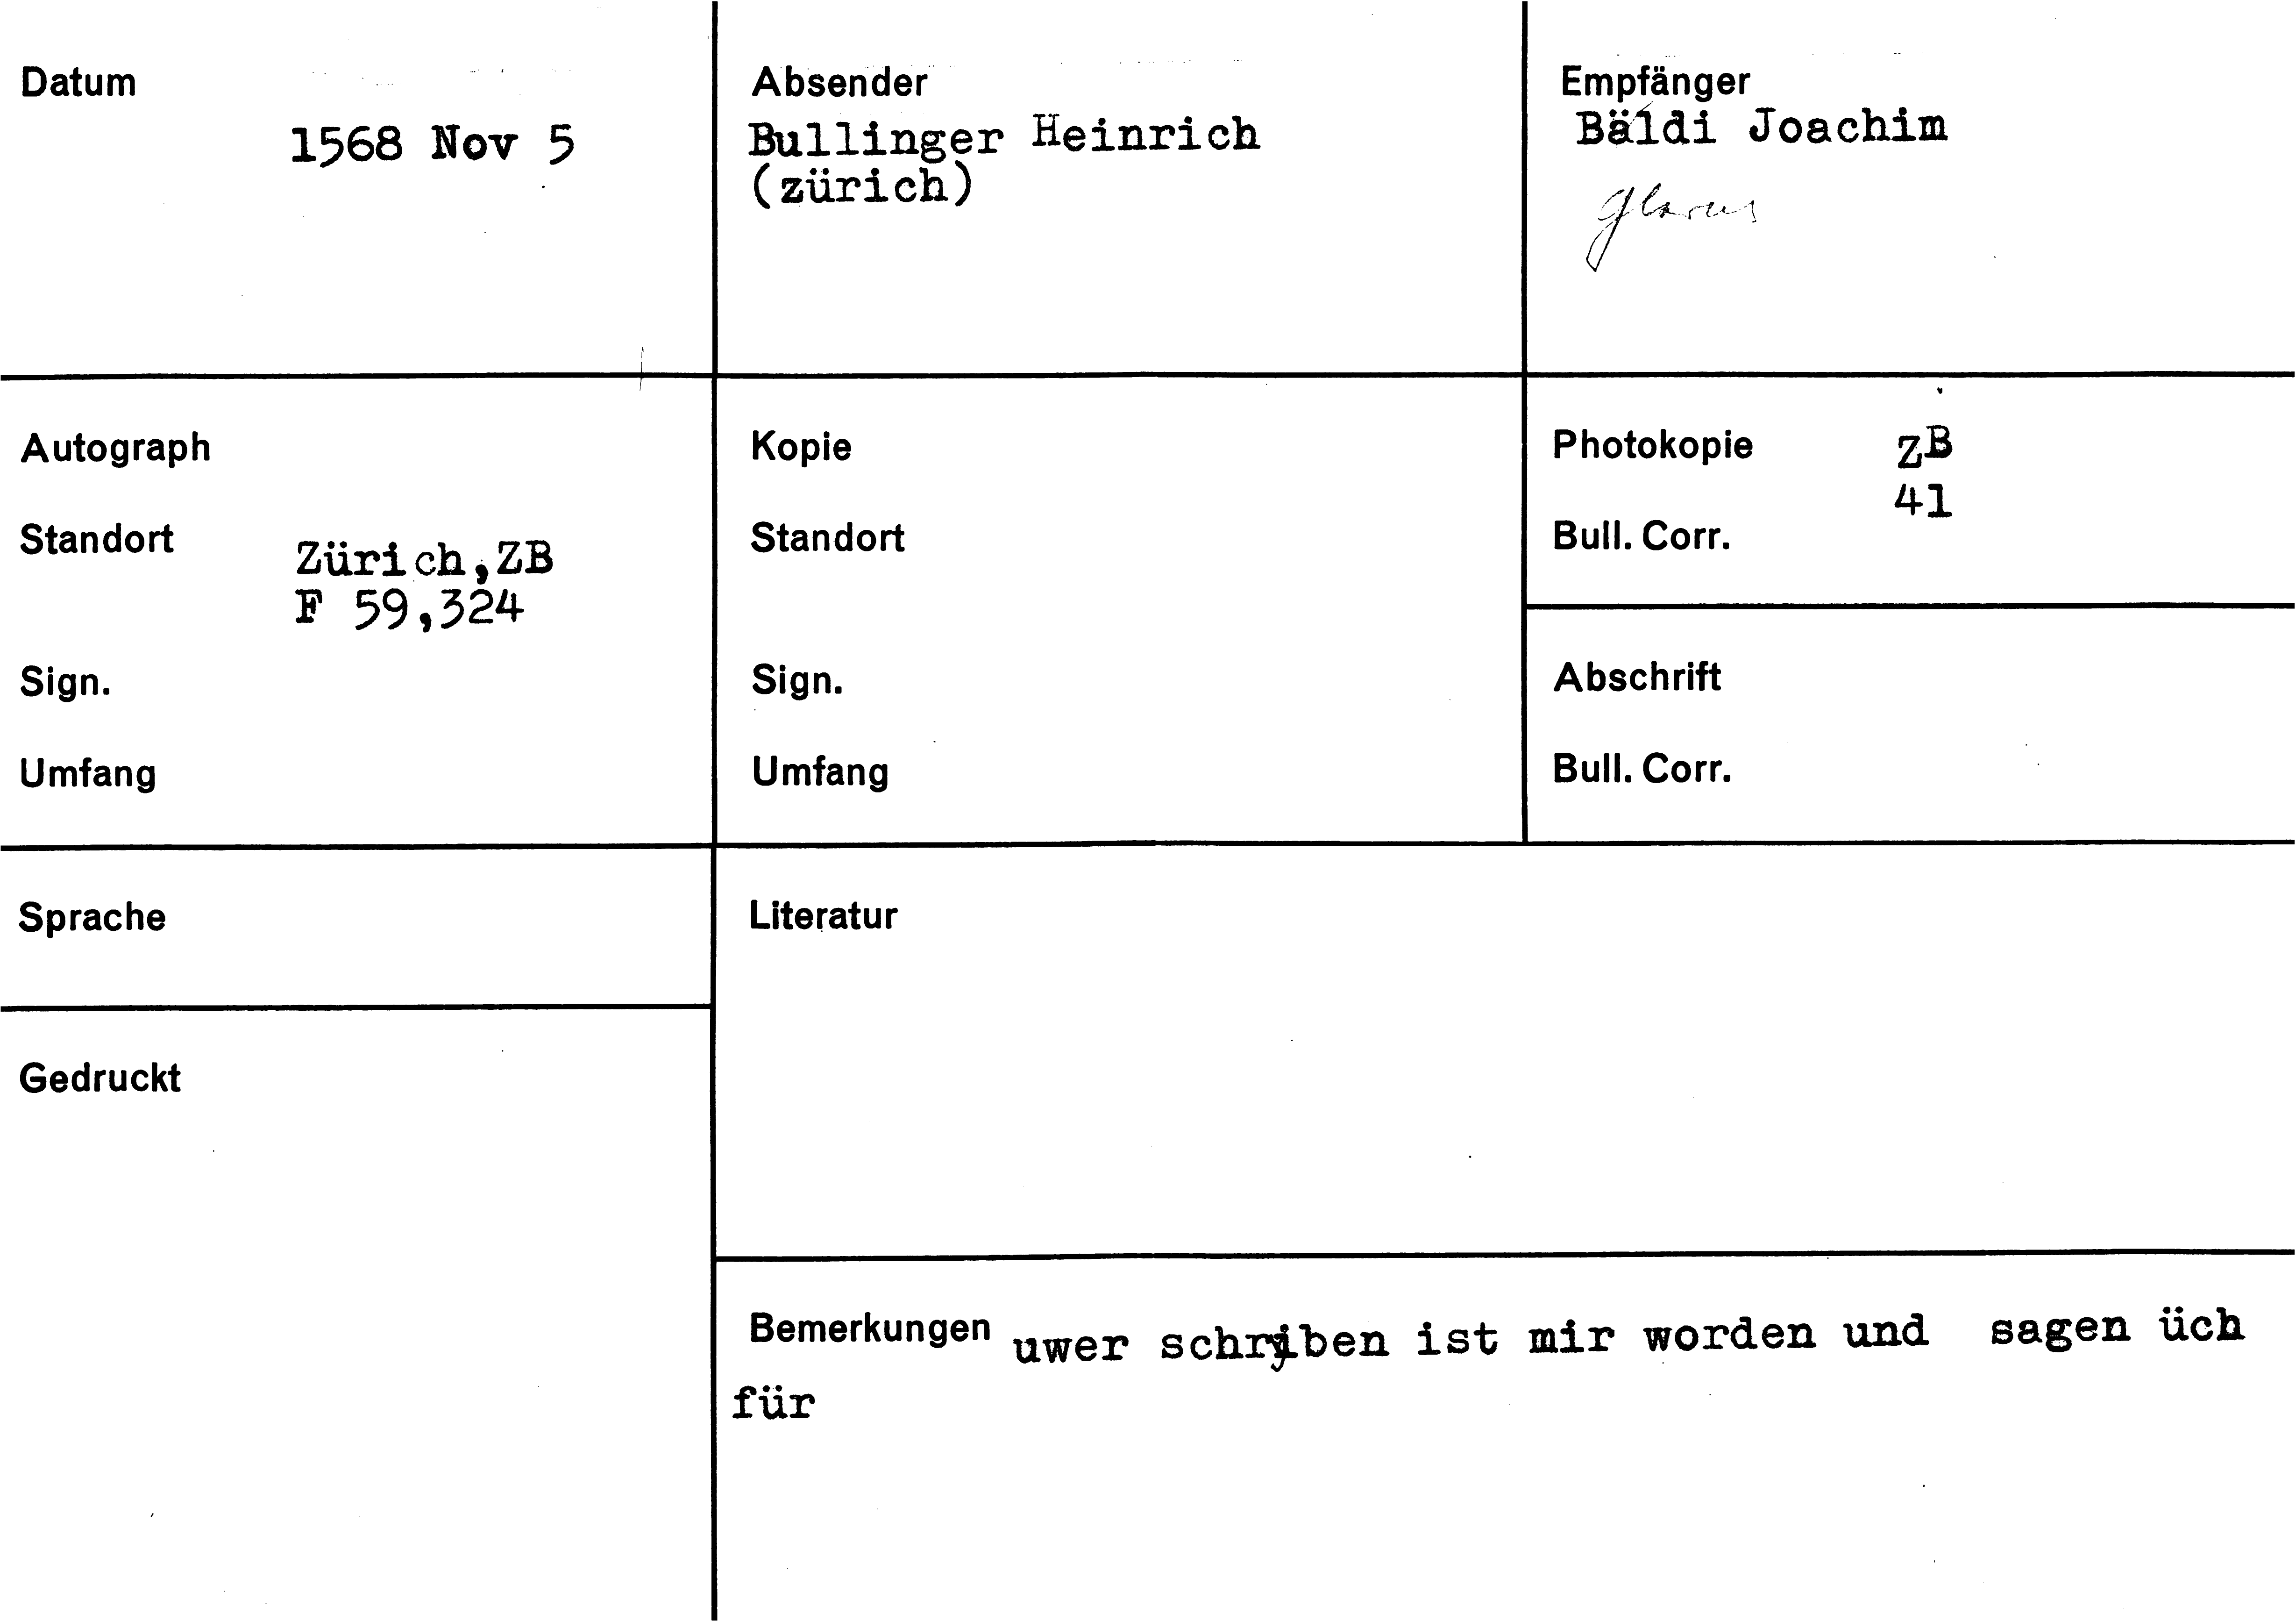 Datum
1568 Nov 5
Absender
Bullinger Heinrich
(zürich)
Empfänger
Bäldi Joachim
Glarus
Autograph
Standort
Zürich,ZB
F 59,324
Sign.
Umfang
Kopie
Standort
Sign.
Umfang
Photokopie ZB
41
Bull. Corr.
Abschrift
Bull. Corr.
Sprache
Gedruckt
Literatur
Bemerkungen uwer schryben ist mir worden und sagen üch
für